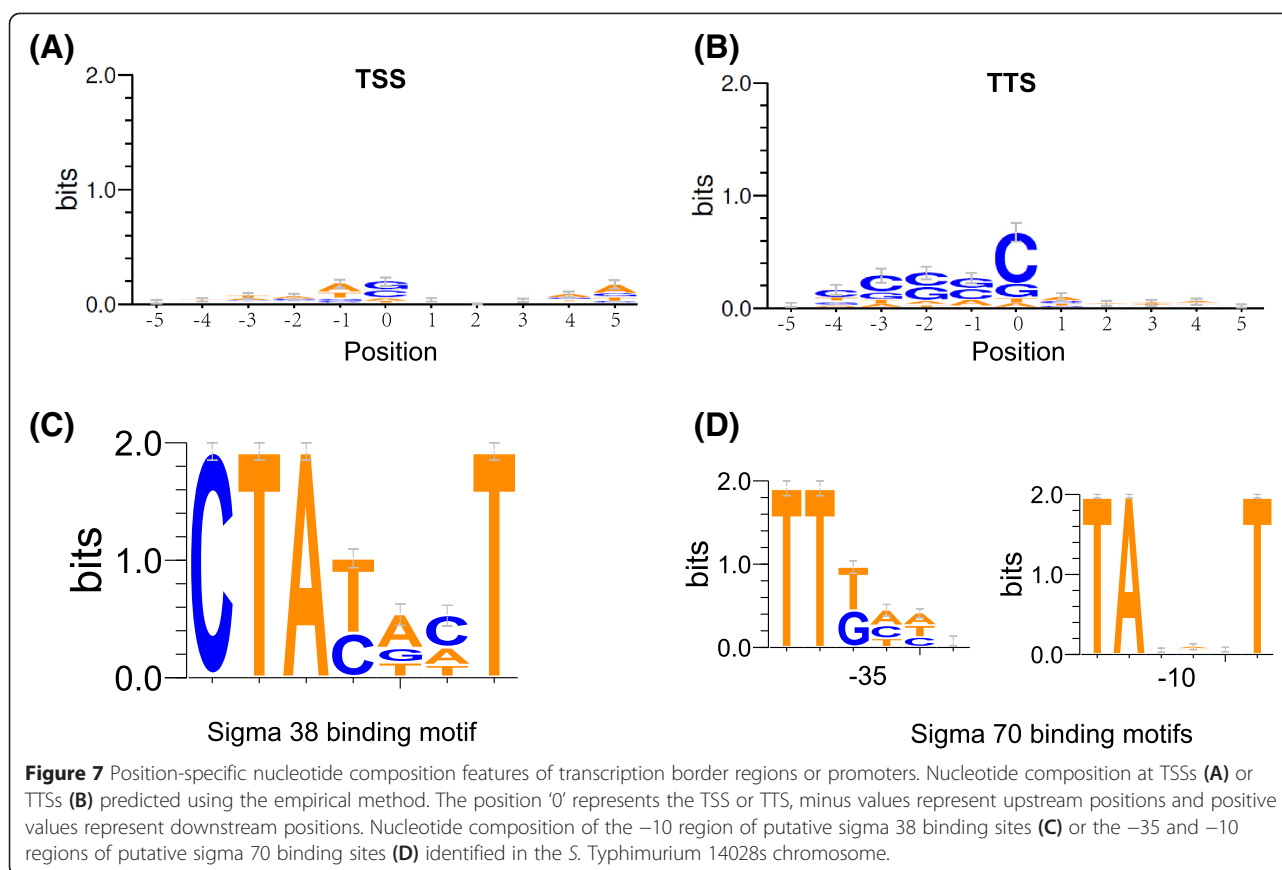 (A)
TSS
2.0
1.0
0.0
bits
-5 -4 -3 -2 -1 0 1 2 3 4 5
Position
(B)
TTS
2.0
1.0
0.0
bits
-5 -4 -3 -2 -1 0 1 2 3 4 5
Position
(C)
2.0
1.0
0.0
bits
CTATACT
CGA
TT
Sigma 38 binding motif
(D)
2.0
1.0
0.0
bits
TTTAA
GCT
TC
-35
2.0
1.0
0.0
bits
TA T
-10
Sigma 70 binding motifs
Figure 7 Position-specific nucleotide composition features of transcription border regions or promoters. Nucleotide composition at TSSs (A) or
TTSs (B) predicted using the empirical method. The position ‘0’ represents the TSS or TTS, minus values represent upstream positions and positive
values represent downstream positions. Nucleotide composition of the −10 region of putative sigma 38 binding sites (C) or the −35 and −10
regions of putative sigma 70 binding sites (D) identified in the S. Typhimurium 14028s chromosome.